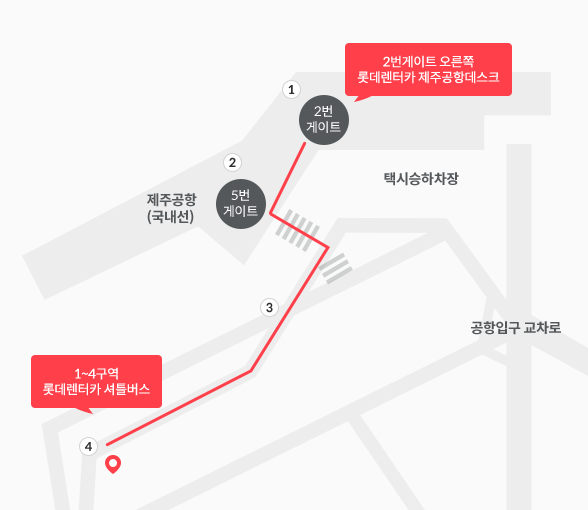 2번게이트 오른쪽
롯데렌터카 제주공항데스크
1
2번
게이트
2
5번
게이트
제주공항
(국내선)
택시승하차장
3
공항입구 교차로
1~4구역
롯데렌터카 셔틀버스
4